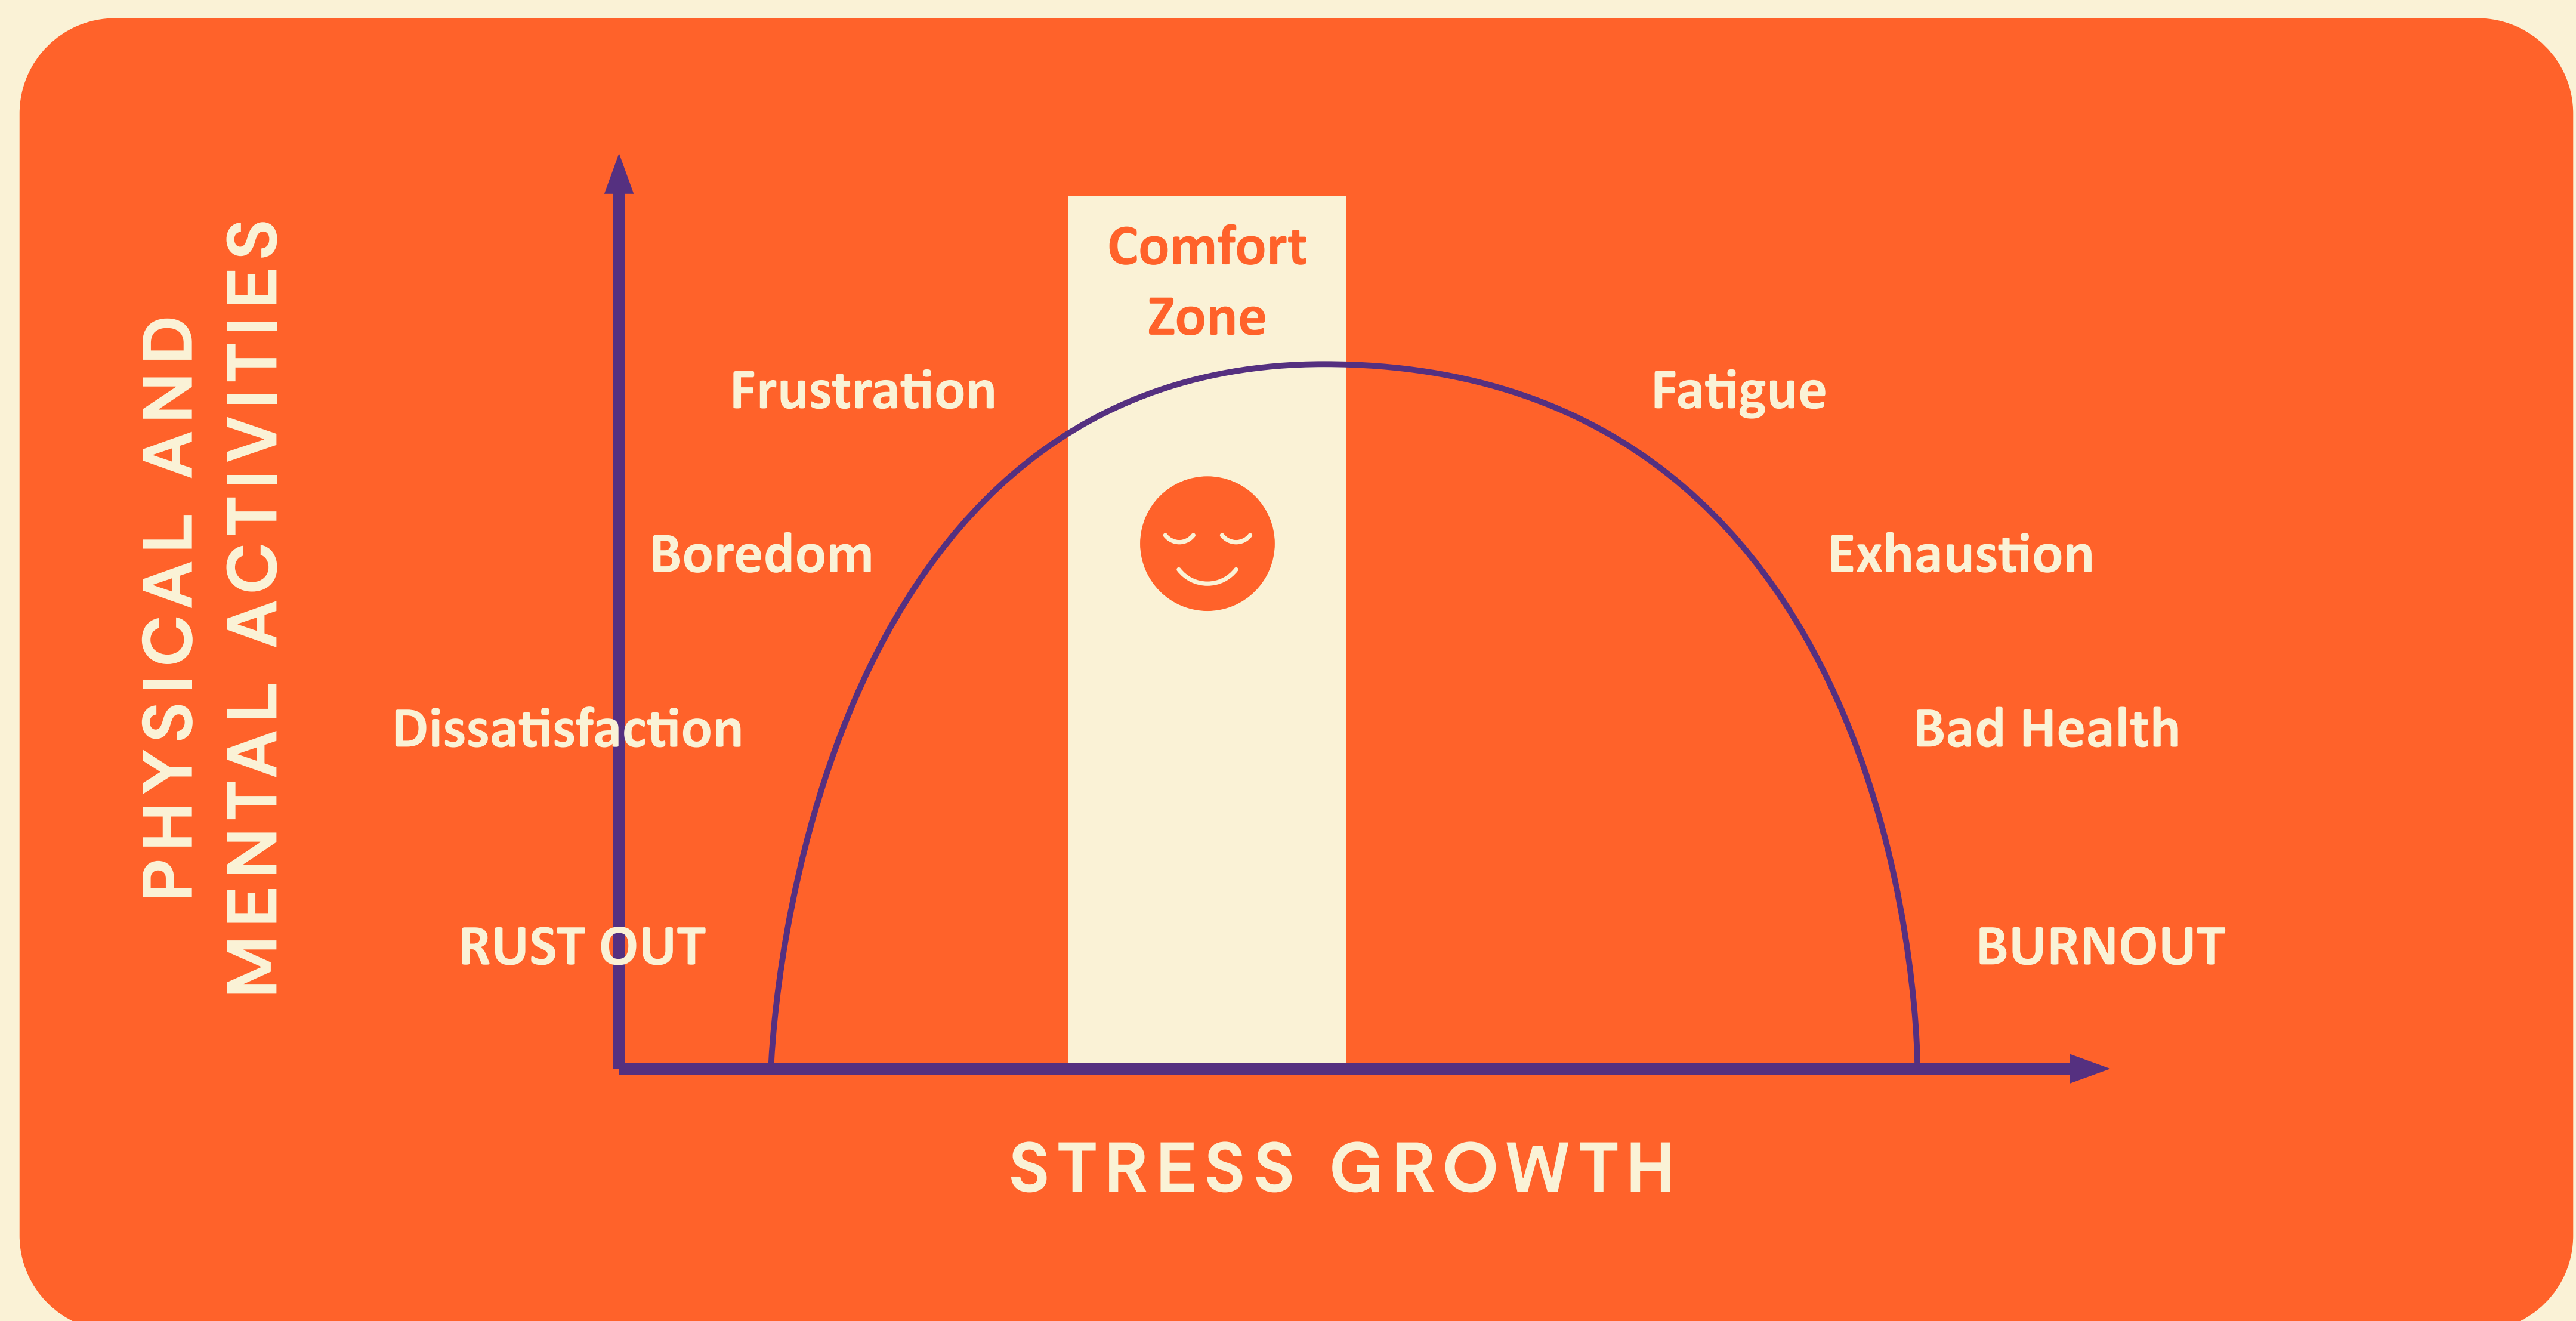 PHYSICAL AND
MENTAL ACTIVITIES
Comfort
Zone
Frustration
Fatigue
Boredom
Exhaustion
Dissatisfaction
Bad Health
RUST OUT
BURNOUT
STRESS GROWTH